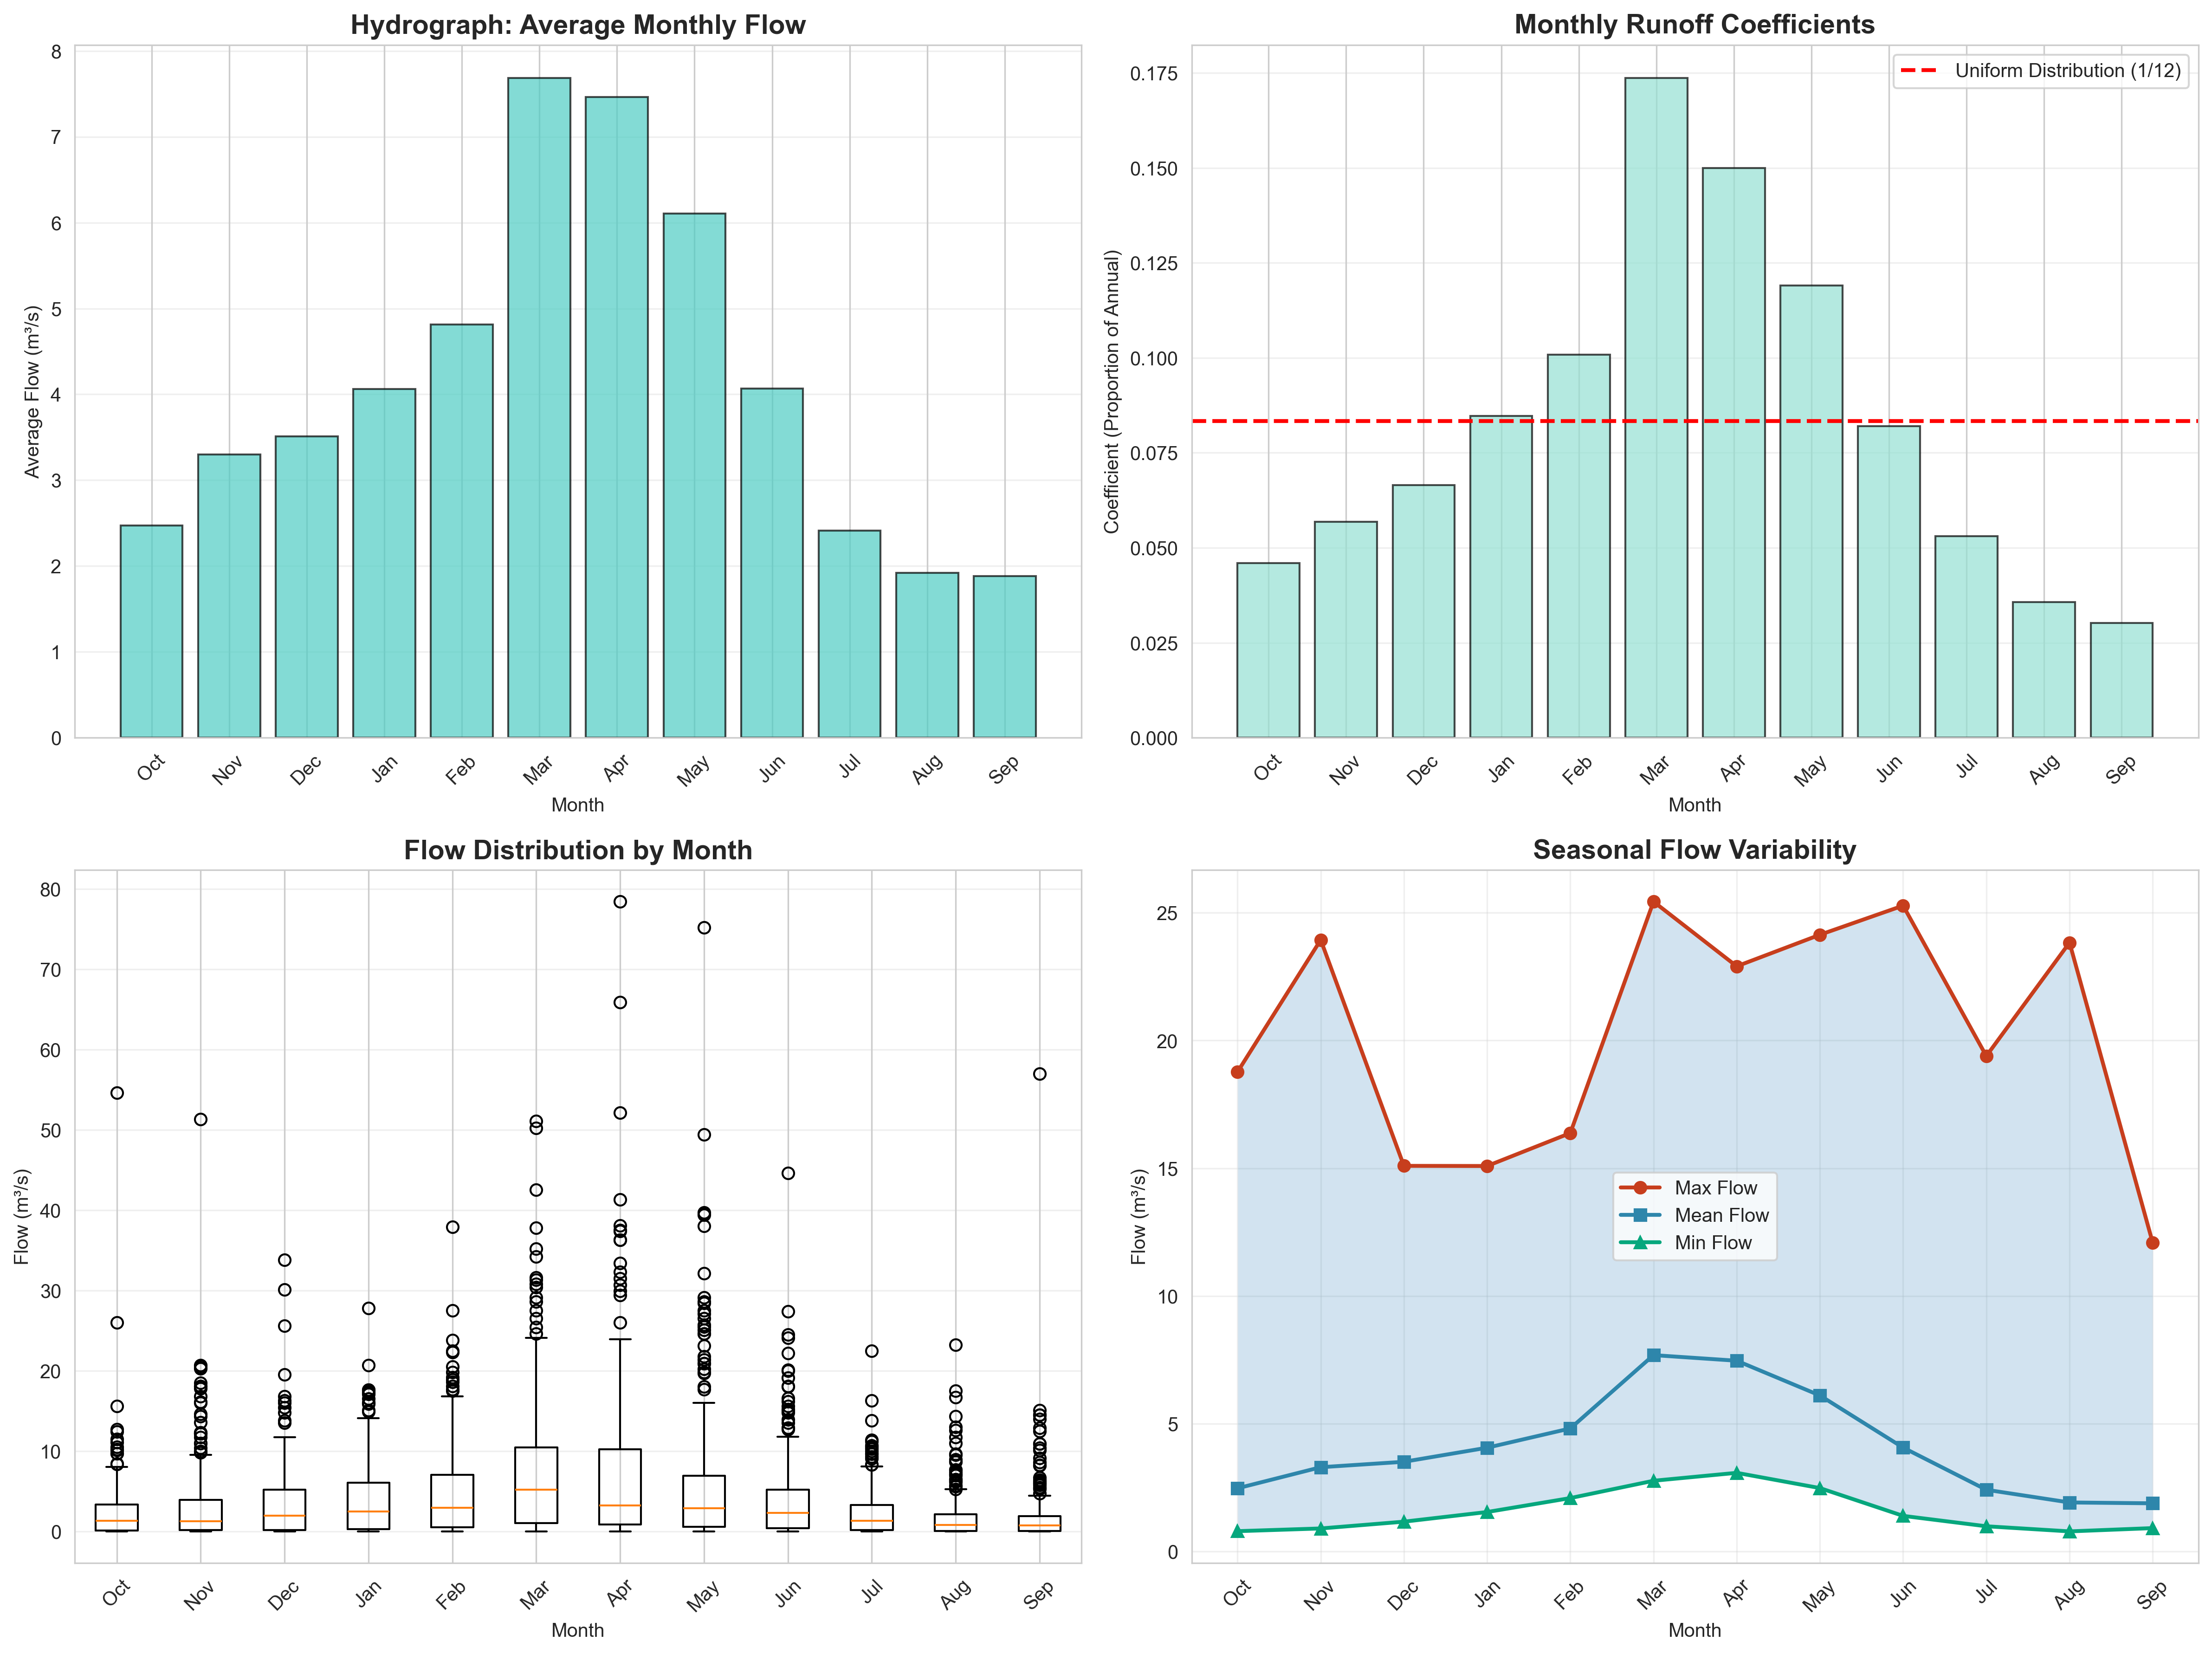 Hydrograph: Average Monthly Flow
8
7
6
5
4
3
2
1
0
Average Flow (m³/s)
Oct Nov Dec Jan Feb Mar Apr May Jun Jul Aug Sep
Month
Monthly Runoff Coefficients
Uniform Distribution (1/12)
0.175
0.150
0.125
0.100
0.075
0.050
0.025
0.000
Coefficient (Proportion of Annual)
Oct Nov Dec Jan Feb Mar Apr May Jun Jul Aug Sep
Month
Flow Distribution by Month
80
70
60
50
40
30
20
10
0
Flow (m³/s)
Oct Nov Dec Jan Feb Mar Apr May Jun Jul Aug Sep
Month
Seasonal Flow Variability
25
20
15
10
5
0
Flow (m³/s)
Max Flow
Mean Flow
Min Flow
Oct Nov Dec Jan Feb Mar Apr May Jun Jul Aug Sep
Month